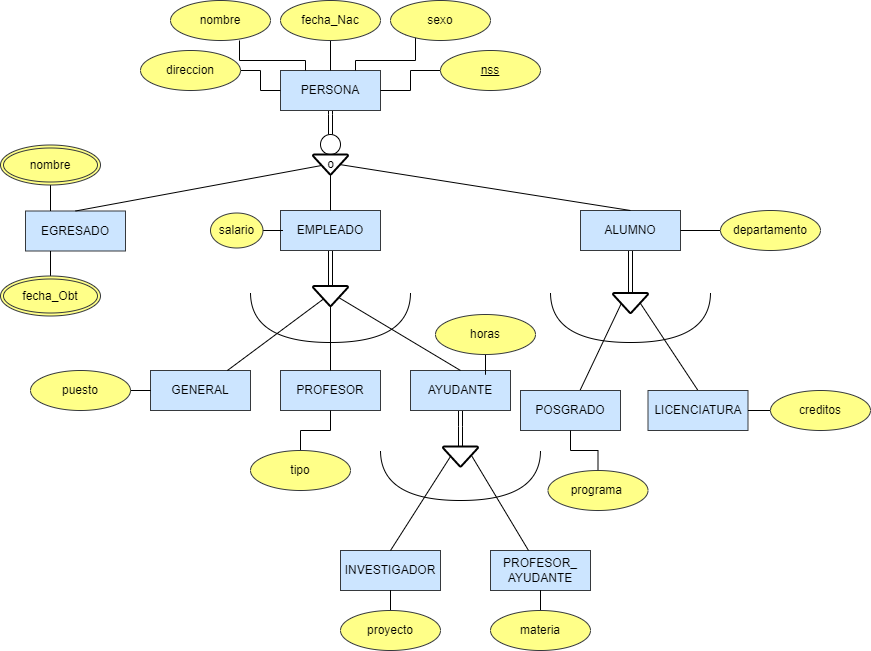 nombre
fecha_Nac
sexo
direccion
nss
PERSONA
o
nombre
EGRESADO
salario
EMPLEADO
ALUMNO
departamento
fecha_Obt
horas
puesto
GENERAL
PROFESOR
AYUDANTE
POSGRADO
LICENCIATURA
creditos
tipo
programa
INVESTIGADOR
PROFESOR_
AYUDANTE
proyecto
materia